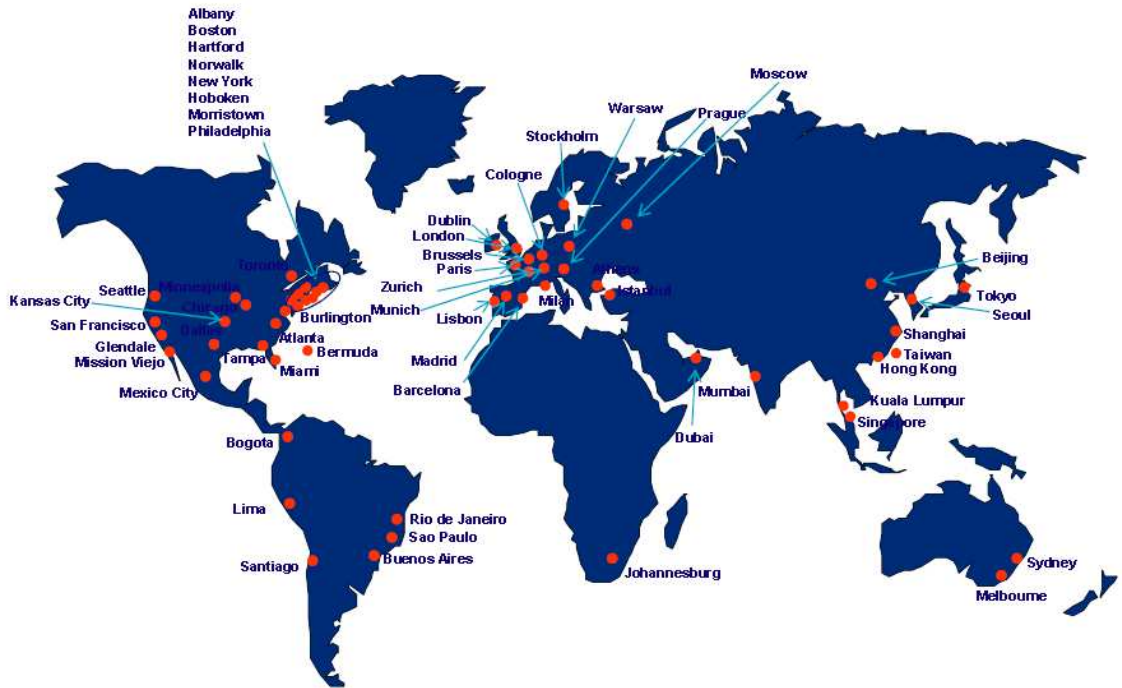 Albany
Boston
Hartford
Norwalk
New York
Hoboken
Morristown
Philadelphia
Moscow
Warsaw
Prague
Stockholm
Cologne
Dublin
London
Brussels
Paris
Zurich
Munich
Lisbon
Milan
Athens
Istanbul
Madrid
Barcelona
Toronto
Seattle
Minneapolis
Kansas City
Chicago
Burlington
San Francisco
Dallas
Glendale
Atlanta
Mission Viejo
Tampa
Bermuda
Miami
Mexico City
Beijing
Tokyo
Seoul
Shanghai
Taiwan
Hong Kong
Mumbai
Kuala Lumpur
Singapore
Dubai
Bogota
Lima
Rio de Janeiro
Sao Paulo
Buenos Aires
Santiago
Johannesburg
Sydney
Melbourne